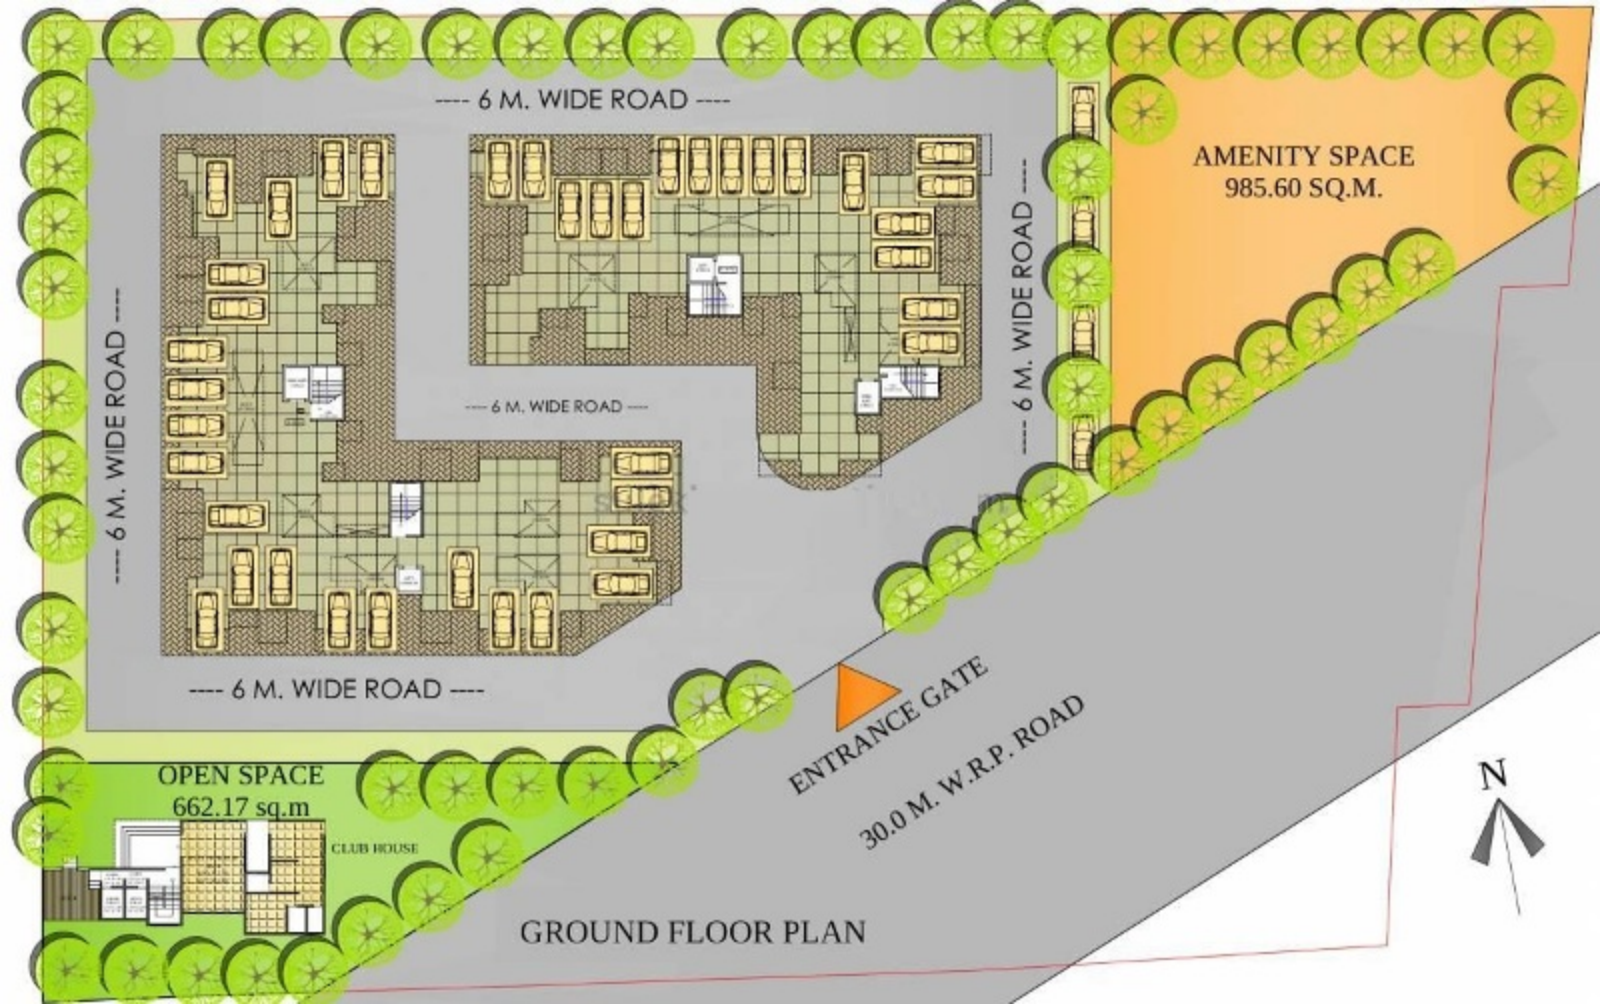 ---- 6 M. WIDE ROAD ----
AMENITY SPACE
985.60 SQ.M.
---- 6 M. WIDE ROAD ----
---- 6 M. WIDE ROAD ----
---- 6 M. WIDE ROAD ----
---- 6 M. WIDE ROAD ----
ENTRANCE GATE
30.0 M. W.R.P. ROAD
OPEN SPACE
662.17 sq.m
CLUB HOUSE
N
GROUND FLOOR PLAN